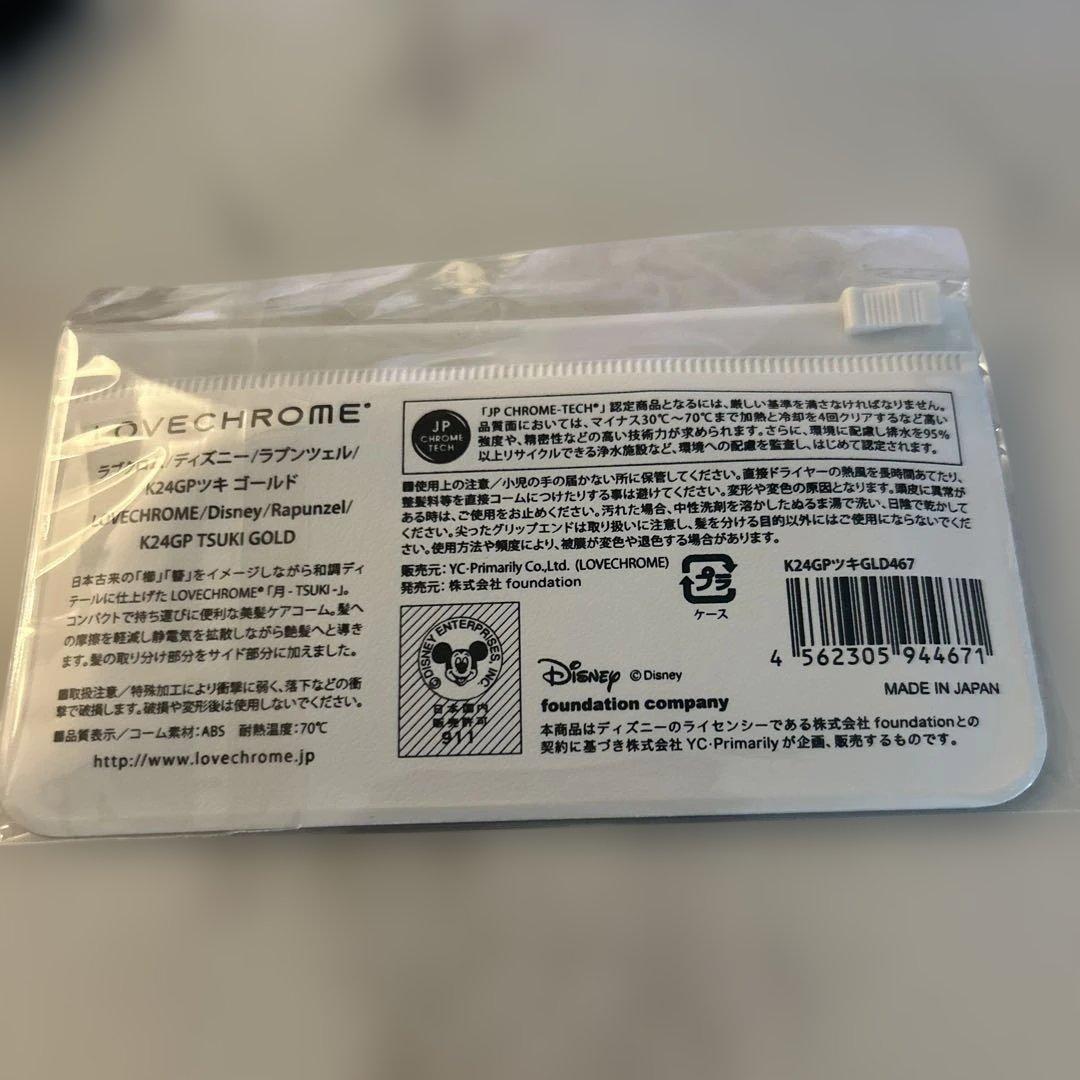 LOVECHROME®
ラブクロム/ディズニー/ラプンツェル/
K24GPツキ ゴールド
LOVECHROME/Disney/Rapunzel/
K24GP TSUKI GOLD
日本古来の「櫛」「簪」をイメージしながら和調ディ
テールに仕上げた LOVECHROME®「月 - TSUKI -」。
コンパクトで持ち運びに便利な美髪ケアコーム。髪へ
の摩擦を軽減し静電気を拡散しながら艶髪へと導き
ます。髪の取り分け部分をサイド部分に加えました。
■取扱注意／特殊加工により衝撃に弱く、落下などの衝
撃で破損します。破損や変形後は使用しないでください。
■品質表示／コーム素材：ABS 耐熱温度：70℃
http://www.lovechrome.jp
JP
CHROME
TECH
「JP CHROME-TECH®」認定商品となるには、厳しい基準を満さなければなりません。
品質面においては、マイナス30℃～70℃まで加熱と冷却を4回クリアするなど高い
強度や、精密性などの高い技術力が求められます。さらに、環境に配慮し排水を95%
以上リサイクルできる浄水施設など、環境への配慮を監査し、はじめて認定されます。
■使用上の注意／小児の手の届かない所に保管してください。直接ドライヤーの熱風を長時間あてたり、
整髪料等を直接コームにつけたりする事は避けてください。変形や変色の原因となります。頭皮に異常が
ある時は、ご使用をお止めください。汚れた場合、中性洗剤を溶かしたぬるま湯で洗い、日陰で乾かして
ください。尖ったグリップエンドは取り扱いに注意し、髪を分ける目的以外にはご使用にならないでくだ
さい。使用方法や頻度により、被膜が変色や退色する場合があります。
販売元：YC・Primarily Co.,Ltd. (LOVECHROME)
発売元：株式会社 foundation
プラ
ケース
K24GPツキGLD467
4 562305 944671
MADE IN JAPAN
©DISNEY ENTERPRISES, INC.
日本国内
販売許可
911
Disney ©Disney
foundation company
本商品はディズニーのライセンシーである株式会社 foundationとの
契約に基づき株式会社 YC・Primarily が企画、販売するものです。